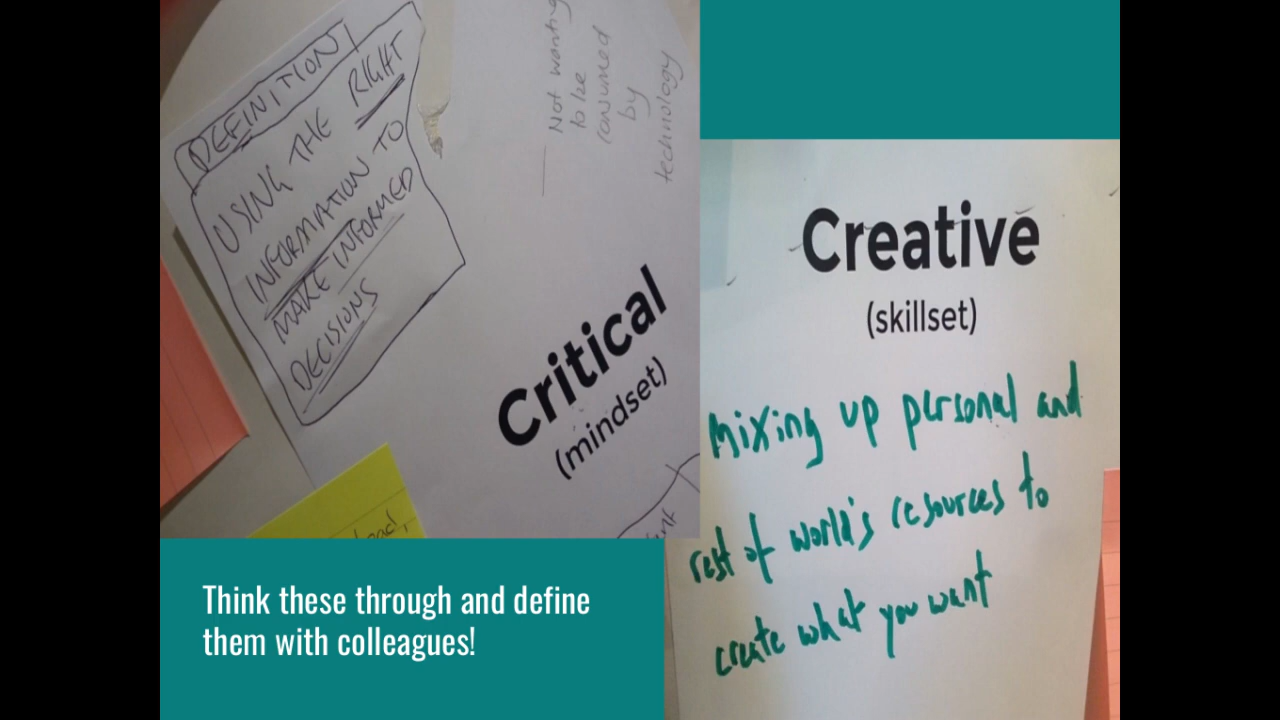 DEFINITION
USING THE RIGHT
INFORMATION TO
MAKE INFORMED
DECISIONS
Not wanting
to be
consumed
by
technology
Critical
(mindset)
Creative
(skillset)
mixing up personal and
rest of world's resources to
create what you want
Think these through and define
them with colleagues!